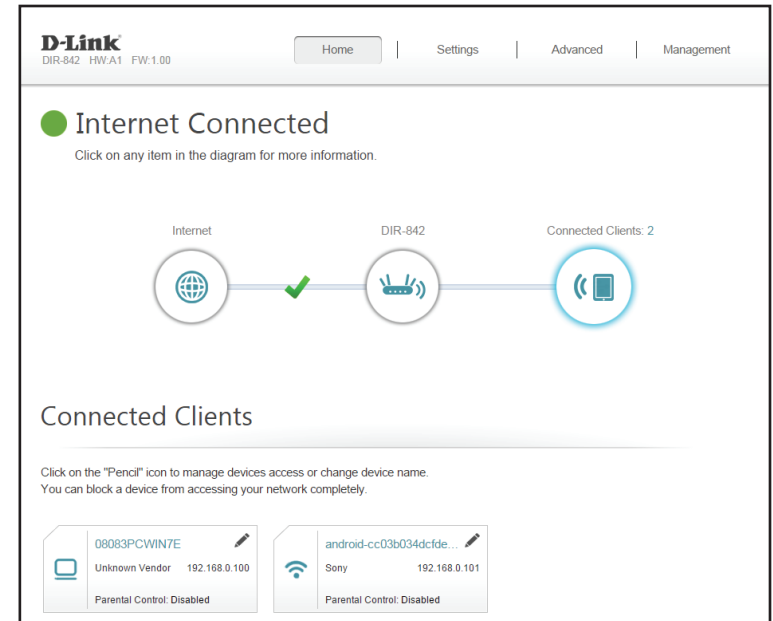 D-Link
DIR-842 HW:A1 FW:1.00
Home
Settings
Advanced
Management
Internet Connected
Click on any item in the diagram for more information.
Internet
DIR-842
Connected Clients: 2
Connected Clients
Click on the "Pencil" icon to manage devices access or change device name.
You can block a device from accessing your network completely.
08083PCWIN7E
Unknown Vendor 192.168.0.100
Parental Control: Disabled
android-cc03b034dcfde...
Sony 192.168.0.101
Parental Control: Disabled